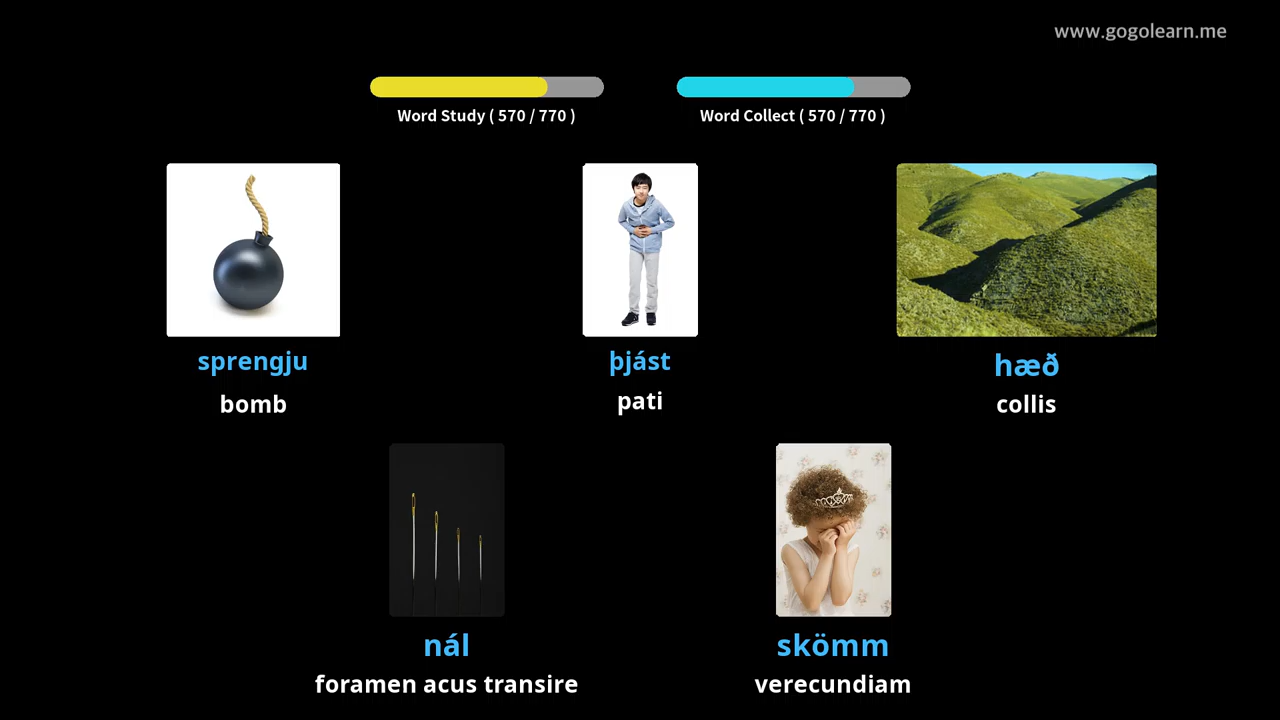 www.gogolearn.me
Word Study ( 570 / 770 )
Word Collect ( 570 / 770 )
sprengju
bomb
þjást
pati
hæð
collis
nál
foramen acus transire
skömm
verecundiam